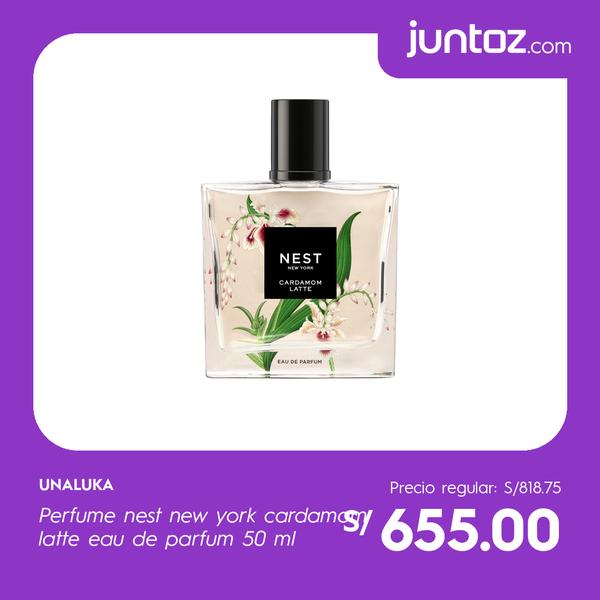 juntoz.com
NEST
NEW YORK
CARDAMOM
LATTE
EAU DE PARFUM
UNALUKA
Precio regular: S/818.75
Perfume nest new york cardamom
S/ 655.00
latte eau de parfum 50 ml